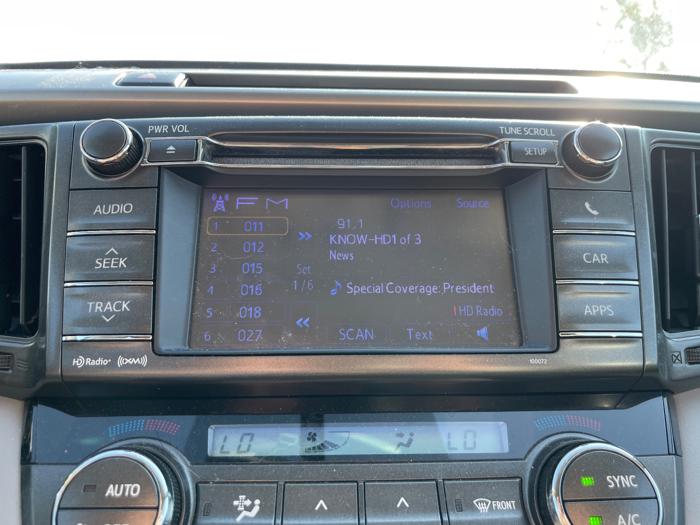 PWR VOL
TUNE SCROLL
SETUP
AUDIO
SEEK
TRACK
HD Radio
((XM))
FM
Options
Source
1 011
2 012
3 015
4 016
5 018
6 027
Set
1/6
91.1
KNOW-HD1 of 3
News
Special Coverage: President
HD Radio
SCAN
Text
CAR
APPS
100072
LO
LO
AUTO
FRONT
SYNC
A/C